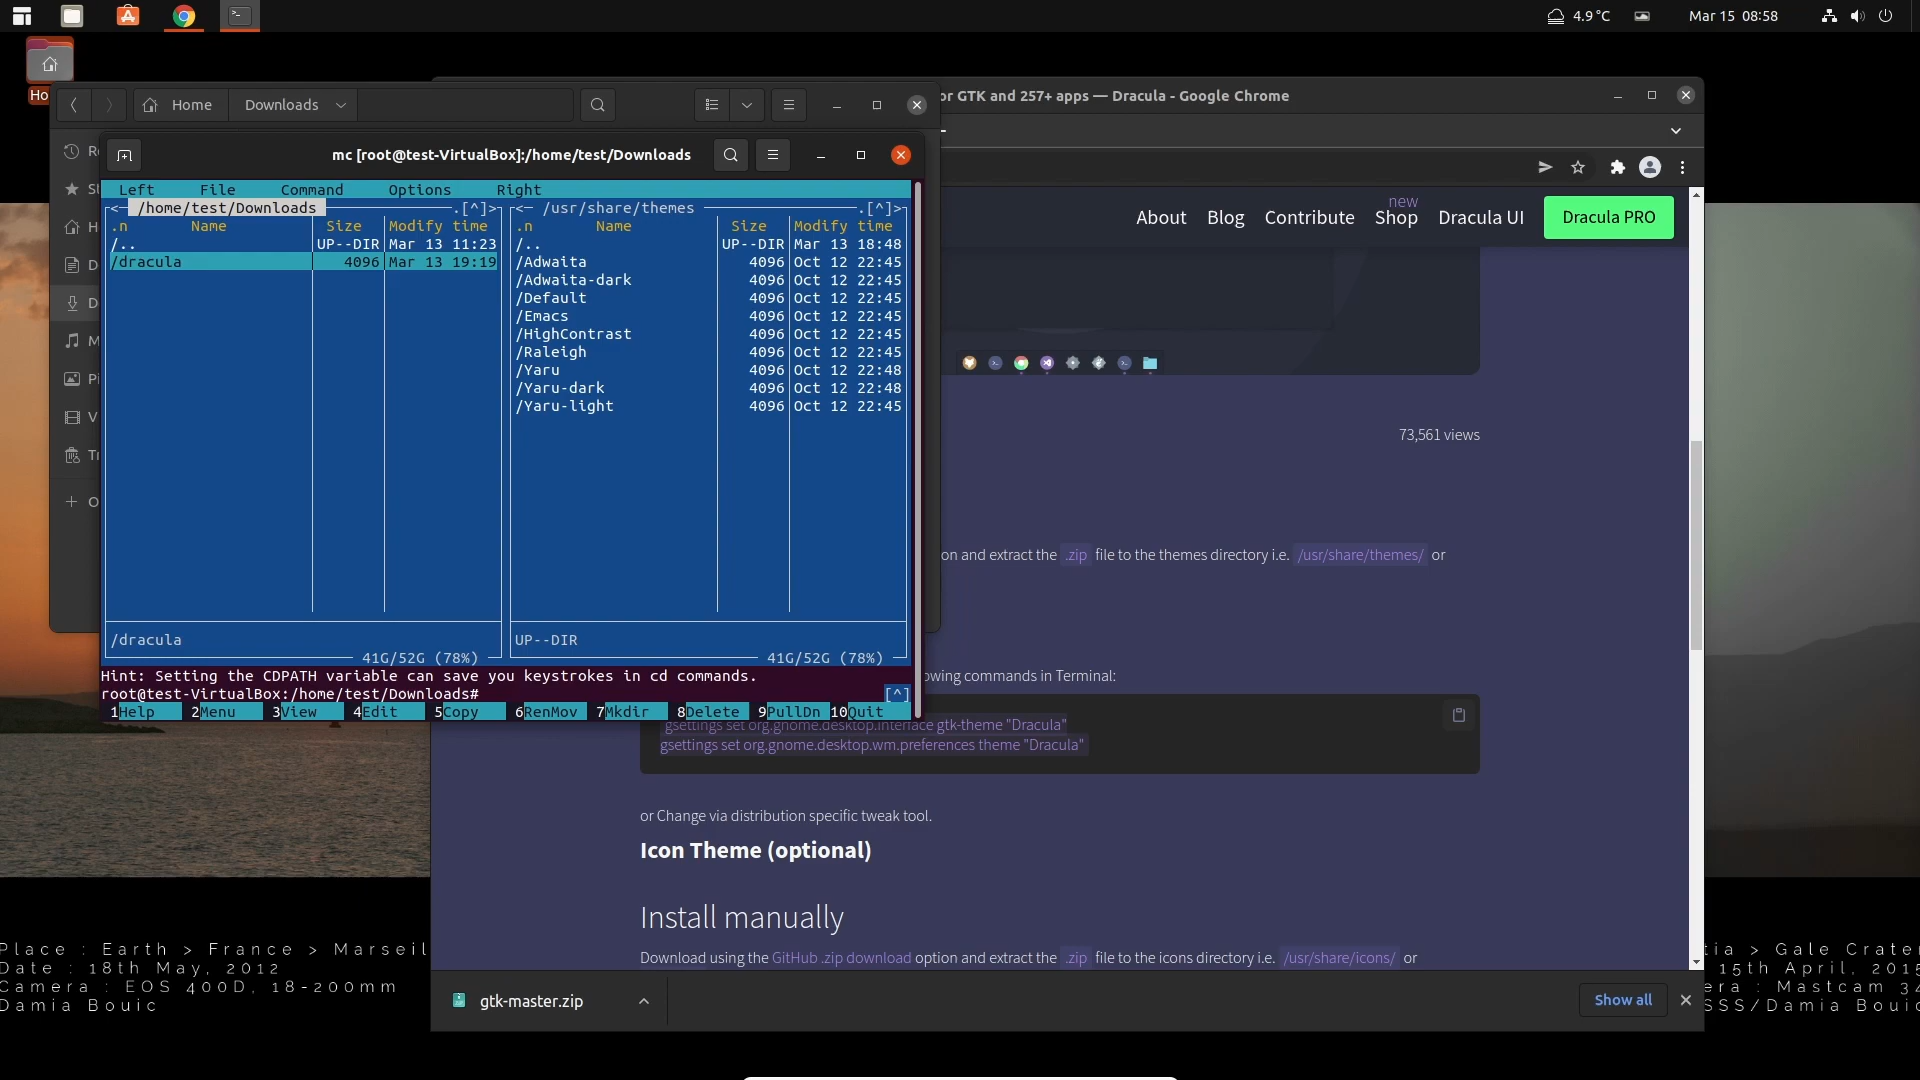 4.9 °C
Mar 15 08:58
Ho
Home
Downloads
or GTK and 257+ apps — Dracula - Google Chrome
mc [root@test-VirtualBox]:/home/test/Downloads
Left File Command Options Right
<─ /home/test/Downloads .[^]>
.n Name Size Modify time
/.. UP--DIR Mar 13 11:23
/dracula 4096 Mar 13 19:19
/dracula
41G/52G (78%)
<─ /usr/share/themes .[^]>
.n Name Size Modify time
/.. UP--DIR Mar 13 18:48
/Adwaita 4096 Oct 12 22:45
/Adwaita-dark 4096 Oct 12 22:45
/Default 4096 Oct 12 22:45
/Emacs 4096 Oct 12 22:45
/HighContrast 4096 Oct 12 22:45
/Raleigh 4096 Oct 12 22:45
/Yaru 4096 Oct 12 22:48
/Yaru-dark 4096 Oct 12 22:48
/Yaru-light 4096 Oct 12 22:45
UP--DIR
41G/52G (78%)
Hint: Setting the CDPATH variable can save you keystrokes in cd commands.
root@test-VirtualBox:/home/test/Downloads# [^]
1Help 2Menu 3View 4Edit 5Copy 6RenMov 7Mkdir 8Delete 9PullDn 10Quit
new
About Blog Contribute Shop Dracula UI Dracula PRO
73,561 views
on and extract the .zip file to the themes directory i.e. /usr/share/themes/ or
owing commands in Terminal:
gsettings set org.gnome.desktop.interface gtk-theme "Dracula"
gsettings set org.gnome.desktop.wm.preferences theme "Dracula"
or Change via distribution specific tweak tool.
Icon Theme (optional)
Install manually
Download using the GitHub .zip download option and extract the .zip file to the icons directory i.e. /usr/share/icons/ or
gtk-master.zip
Show all
Place : Earth > France > Marseil
Date : 18th May, 2012
Camera : EOS 400D, 18-200mm
Damia Bouic
tia > Gale Crater
15th April, 2015
era : Mastcam 34
SSS/Damia Bouic